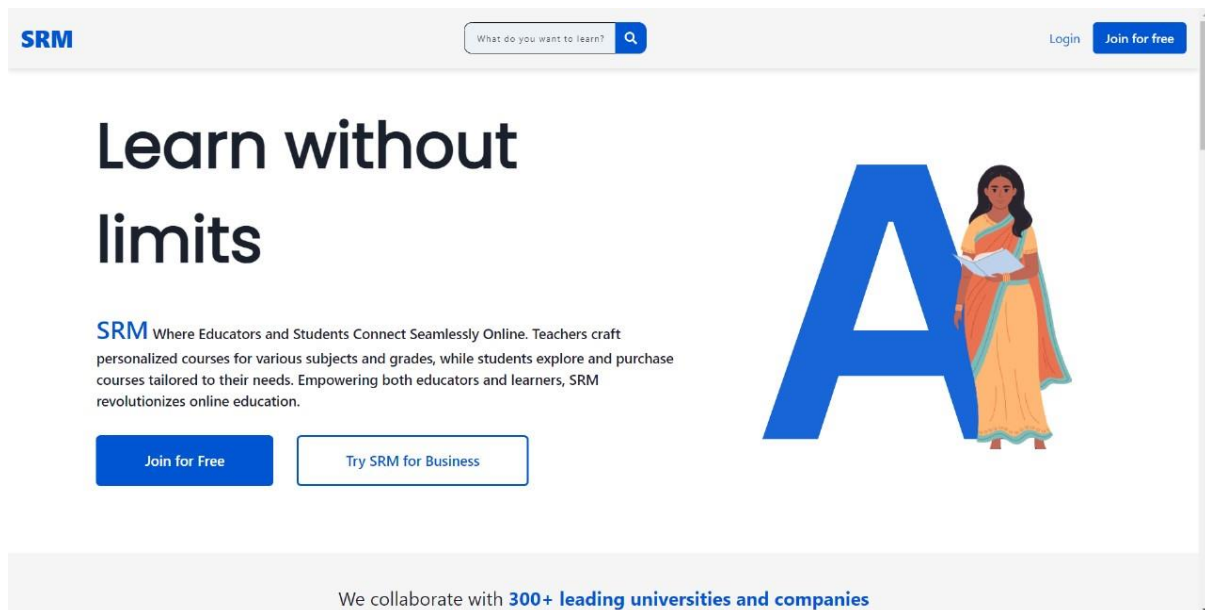 SRM
What do you want to learn?
Login
Join for free
Learn without
limits
SRM Where Educators and Students Connect Seamlessly Online. Teachers craft
personalized courses for various subjects and grades, while students explore and purchase
courses tailored to their needs. Empowering both educators and learners, SRM
revolutionizes online education.
Join for Free
Try SRM for Business
A
We collaborate with 300+ leading universities and companies